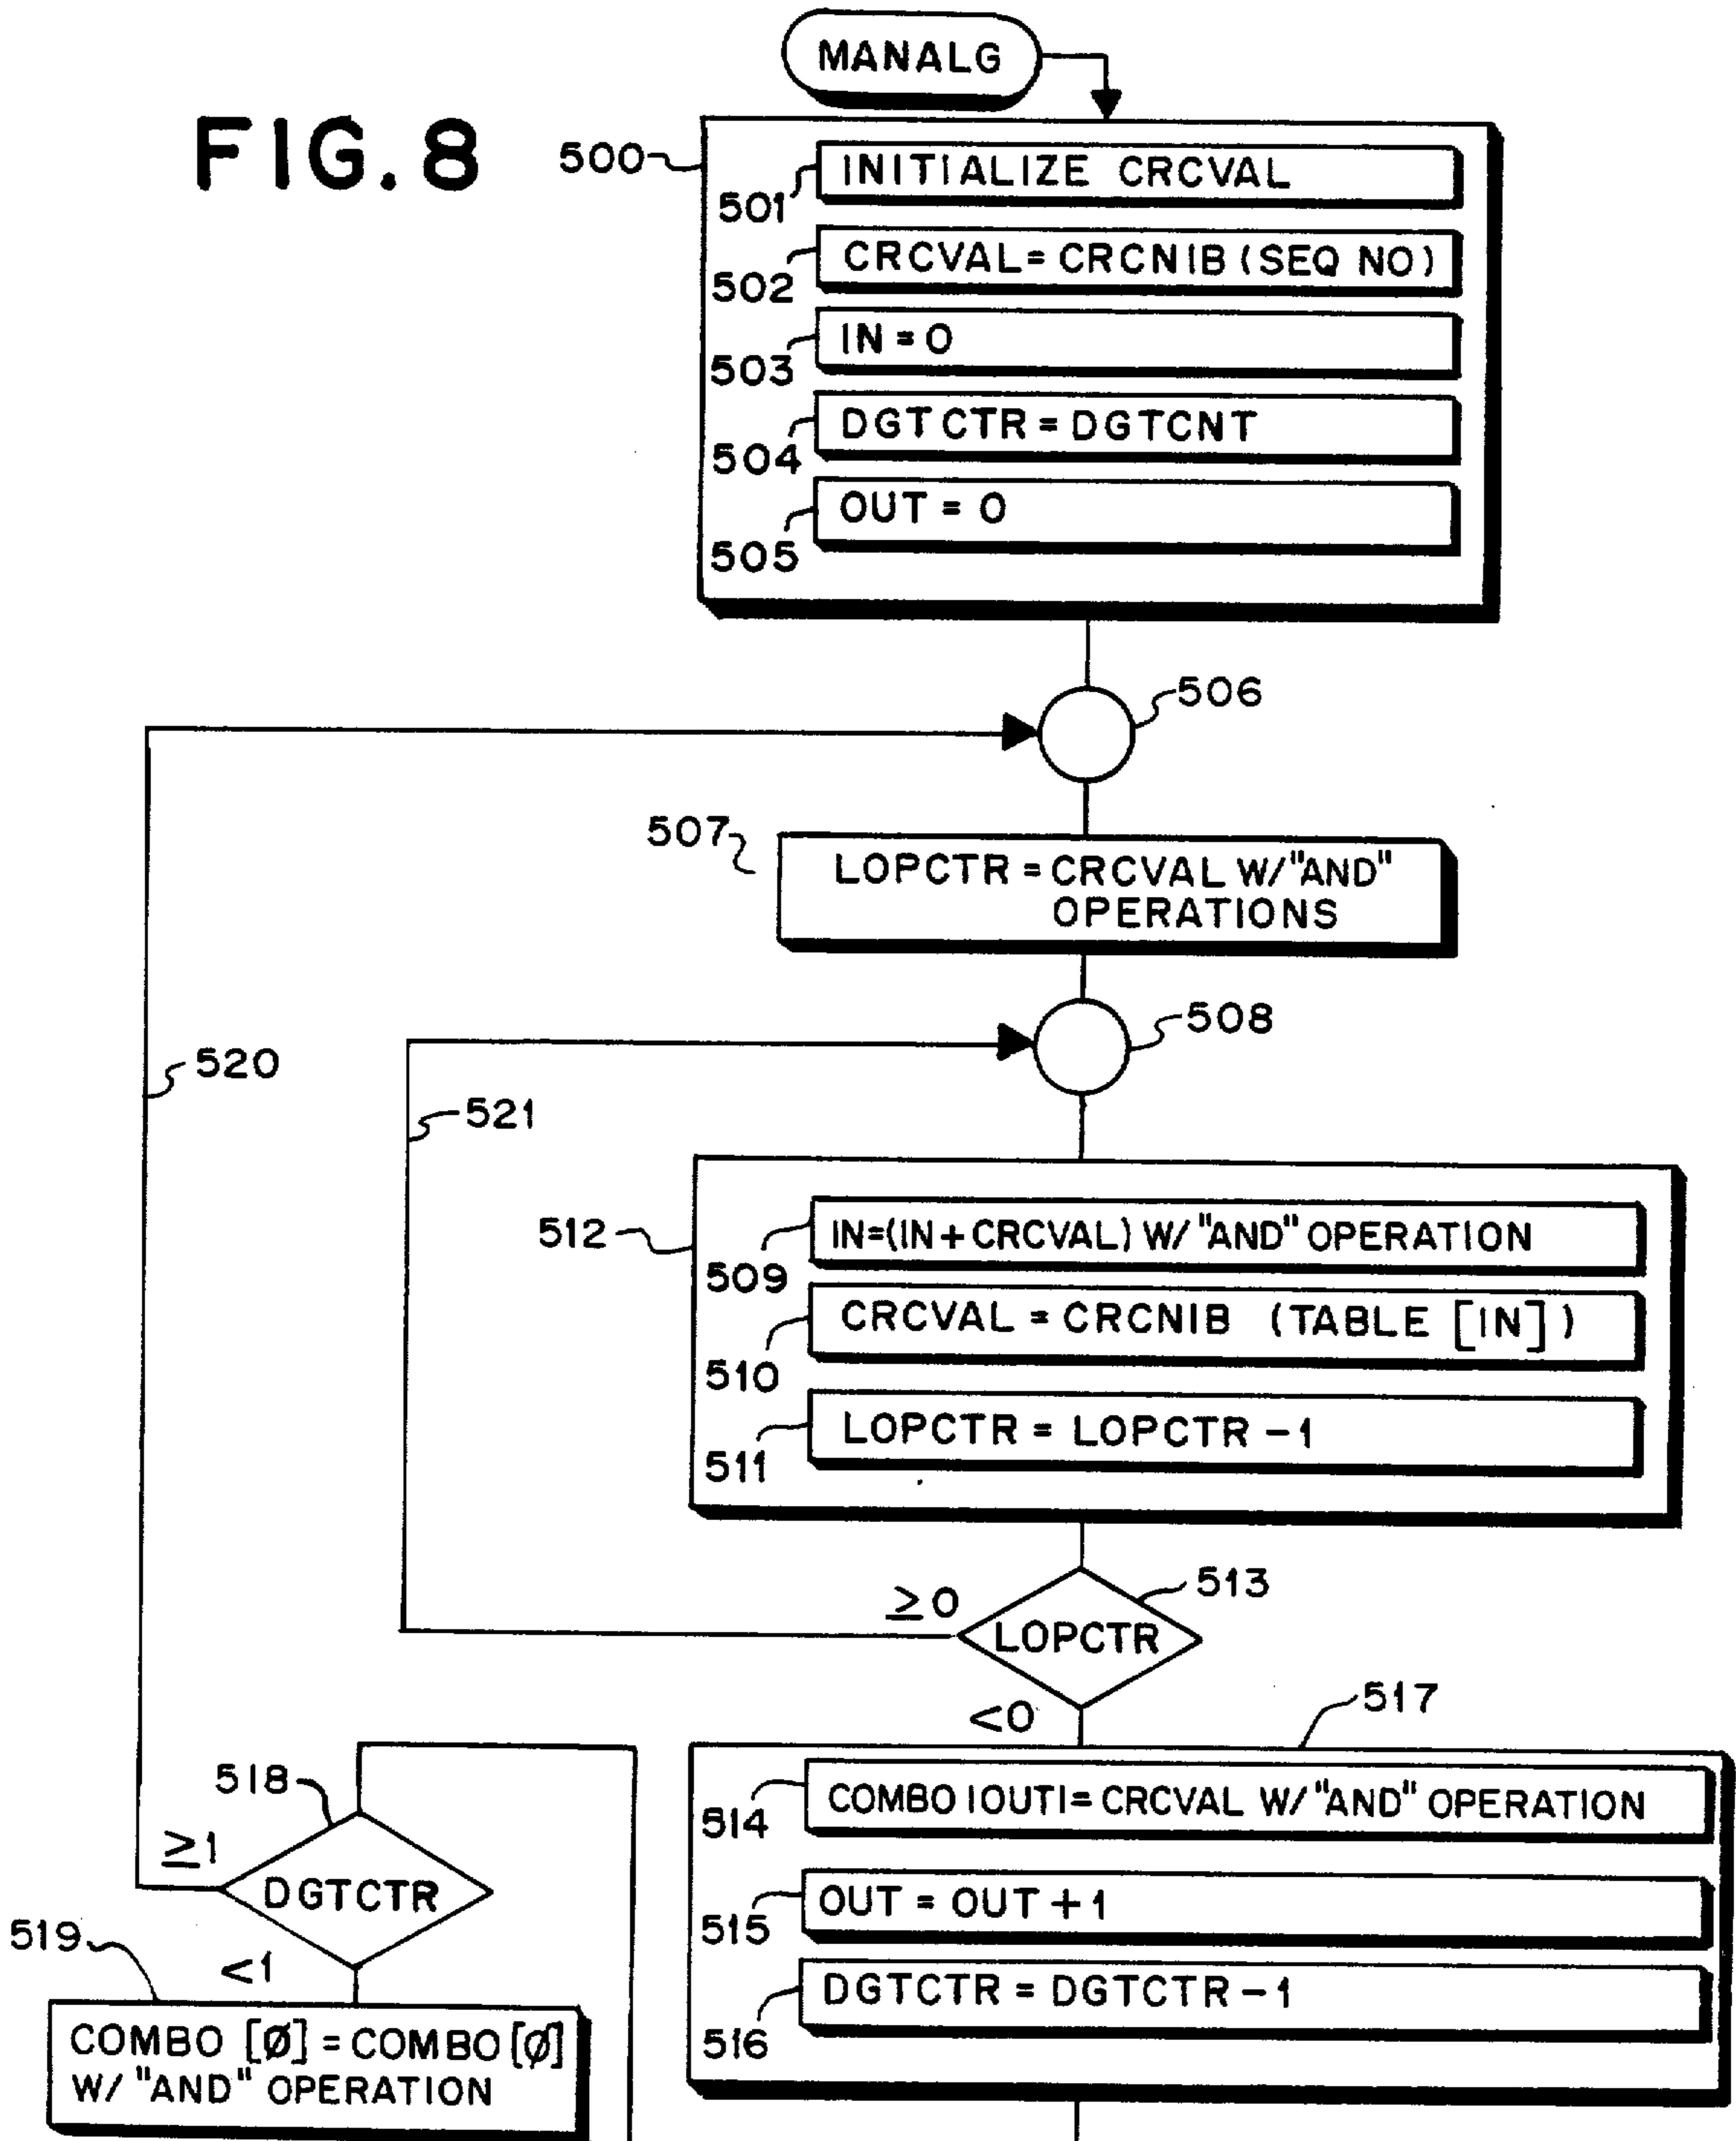 FIG. 8
MANALG
500
501
INITIALIZE CRCVAL
502
CRCVAL = CRCNIB (SEQ NO)
503
IN = 0
504
DGTCTR = DGTCNT
505
OUT = 0
506
507
LOPCTR = CRCVAL W/"AND"
OPERATIONS
508
520
521
512
509
IN=(IN+CRCVAL) W/ "AND" OPERATION
510
CRCVAL = CRCNIB (TABLE [IN])
511
LOPCTR = LOPCTR - 1
513
≥0
LOPCTR
<0
517
514
COMBO IOUTI= CRCVAL W/"AND" OPERATION
515
OUT = OUT + 1
516
DGTCTR = DGTCTR - 1
518
≥1
DGTCTR
<1
519
COMBO [Ø] = COMBO [Ø]
W/ "AND" OPERATION